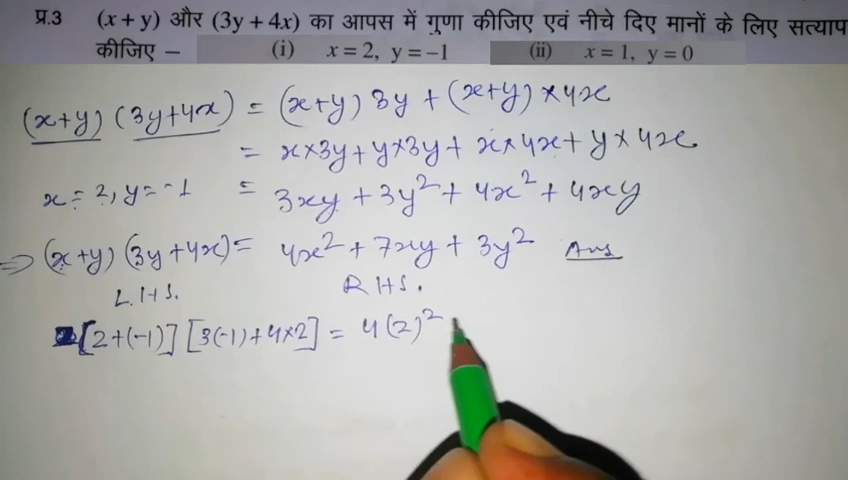 प्र.3 (x + y) और (3y + 4x) का आपस में गुणा कीजिए एवं नीचे दिए मानों के लिए सत्याप
कीजिए – (i) x = 2, y = –1 (ii) x = 1, y = 0
(x+y) (3y+4x) = (x+y) 3y + (x+y) × 4x
= x×3y + y×3y + x×4x + y×4x
x = 2, y = -1 = 3xy + 3y² + 4x² + 4xy
⇒ (x+y) (3y+4x) = 4x² + 7xy + 3y² Ans
L.H.S. R.H.S.
[2+(-1)] [3(-1)+4×2] = 4(2)²